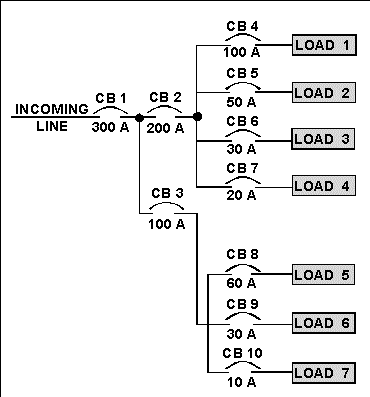 CB 4
100 A
LOAD 1
CB 5
50 A
LOAD 2
INCOMING
LINE
CB 1
300 A
CB 2
200 A
CB 6
30 A
LOAD 3
CB 7
20 A
LOAD 4
CB 3
100 A
CB 8
60 A
LOAD 5
CB 9
30 A
LOAD 6
CB 10
10 A
LOAD 7